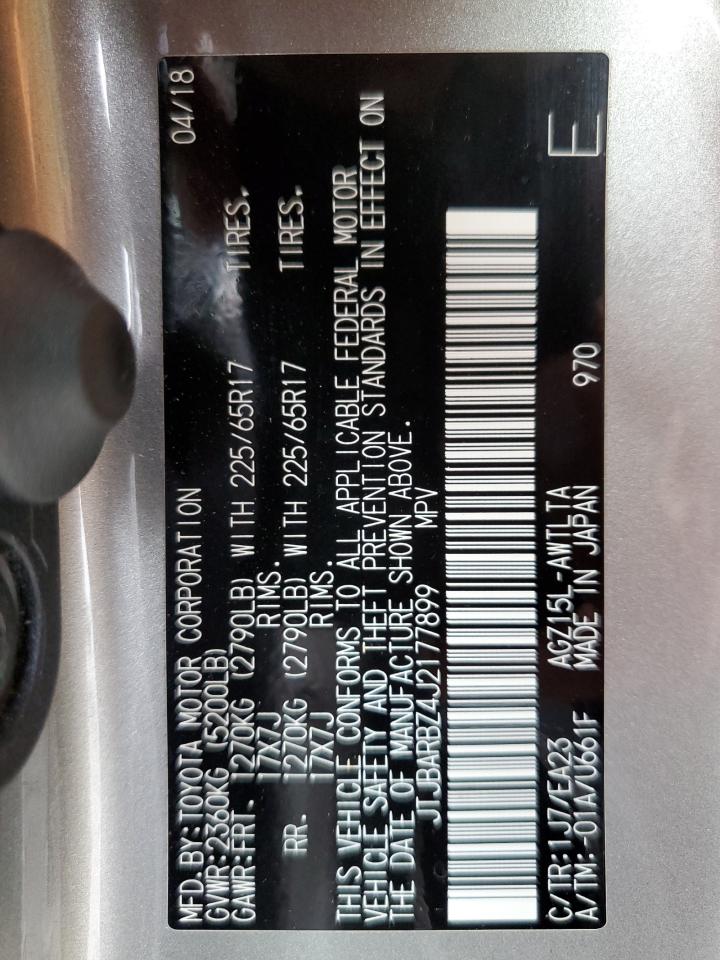 MFD. BY: TOYOTA MOTOR CORPORATION 04/18
GVWR: 2360KG (5200LB)
GAWR: FRT. 1270KG (2790LB) WITH 225/65R17 TIRES,
17X7J RIMS.
RR. 1270KG (2790LB) WITH 225/65R17 TIRES,
17X7J RIMS.
THIS VEHICLE CONFORMS TO ALL APPLICABLE FEDERAL MOTOR
VEHICLE SAFETY AND THEFT PREVENTION STANDARDS IN EFFECT ON
THE DATE OF MANUFACTURE SHOWN ABOVE.
JTJBARBZ4J2177899 MPV
C/TR: 1J7/EA23 AGZ15L-AWTLTA
A/TM: -01A/U661F MADE IN JAPAN 970 E